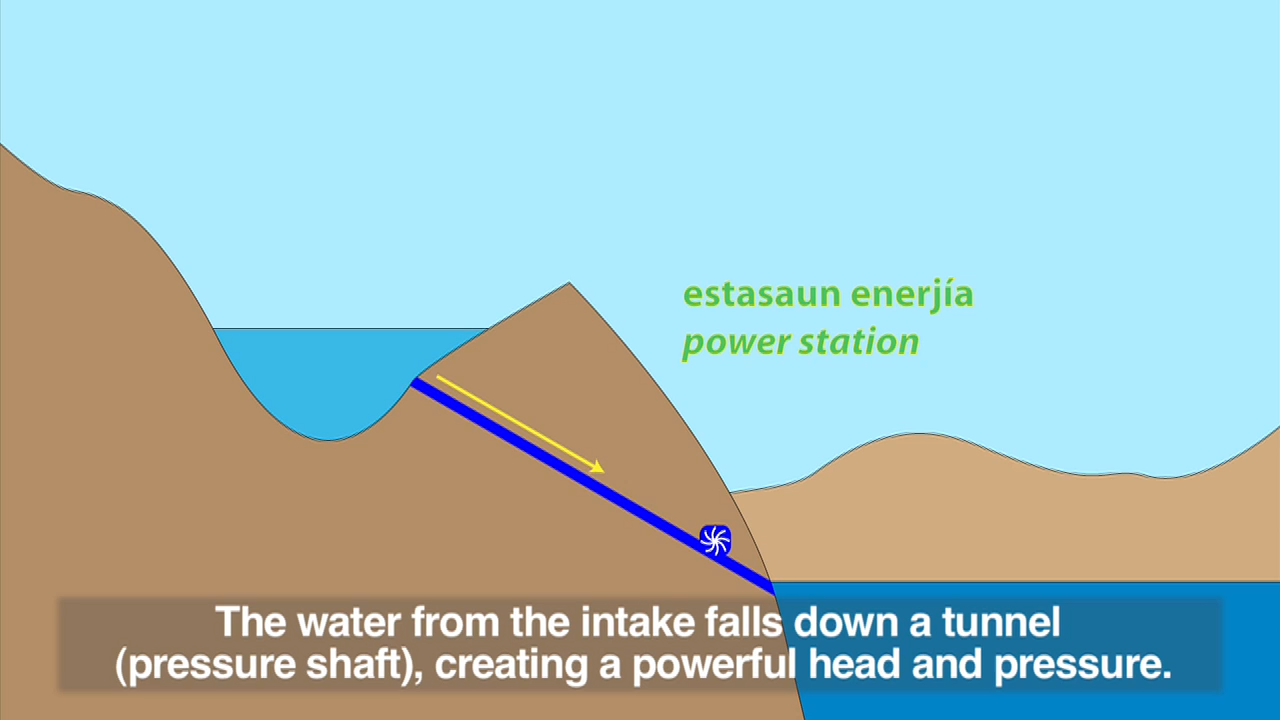 estasaun enerjía
power station
The water from the intake falls down a tunnel
(pressure shaft), creating a powerful head and pressure.